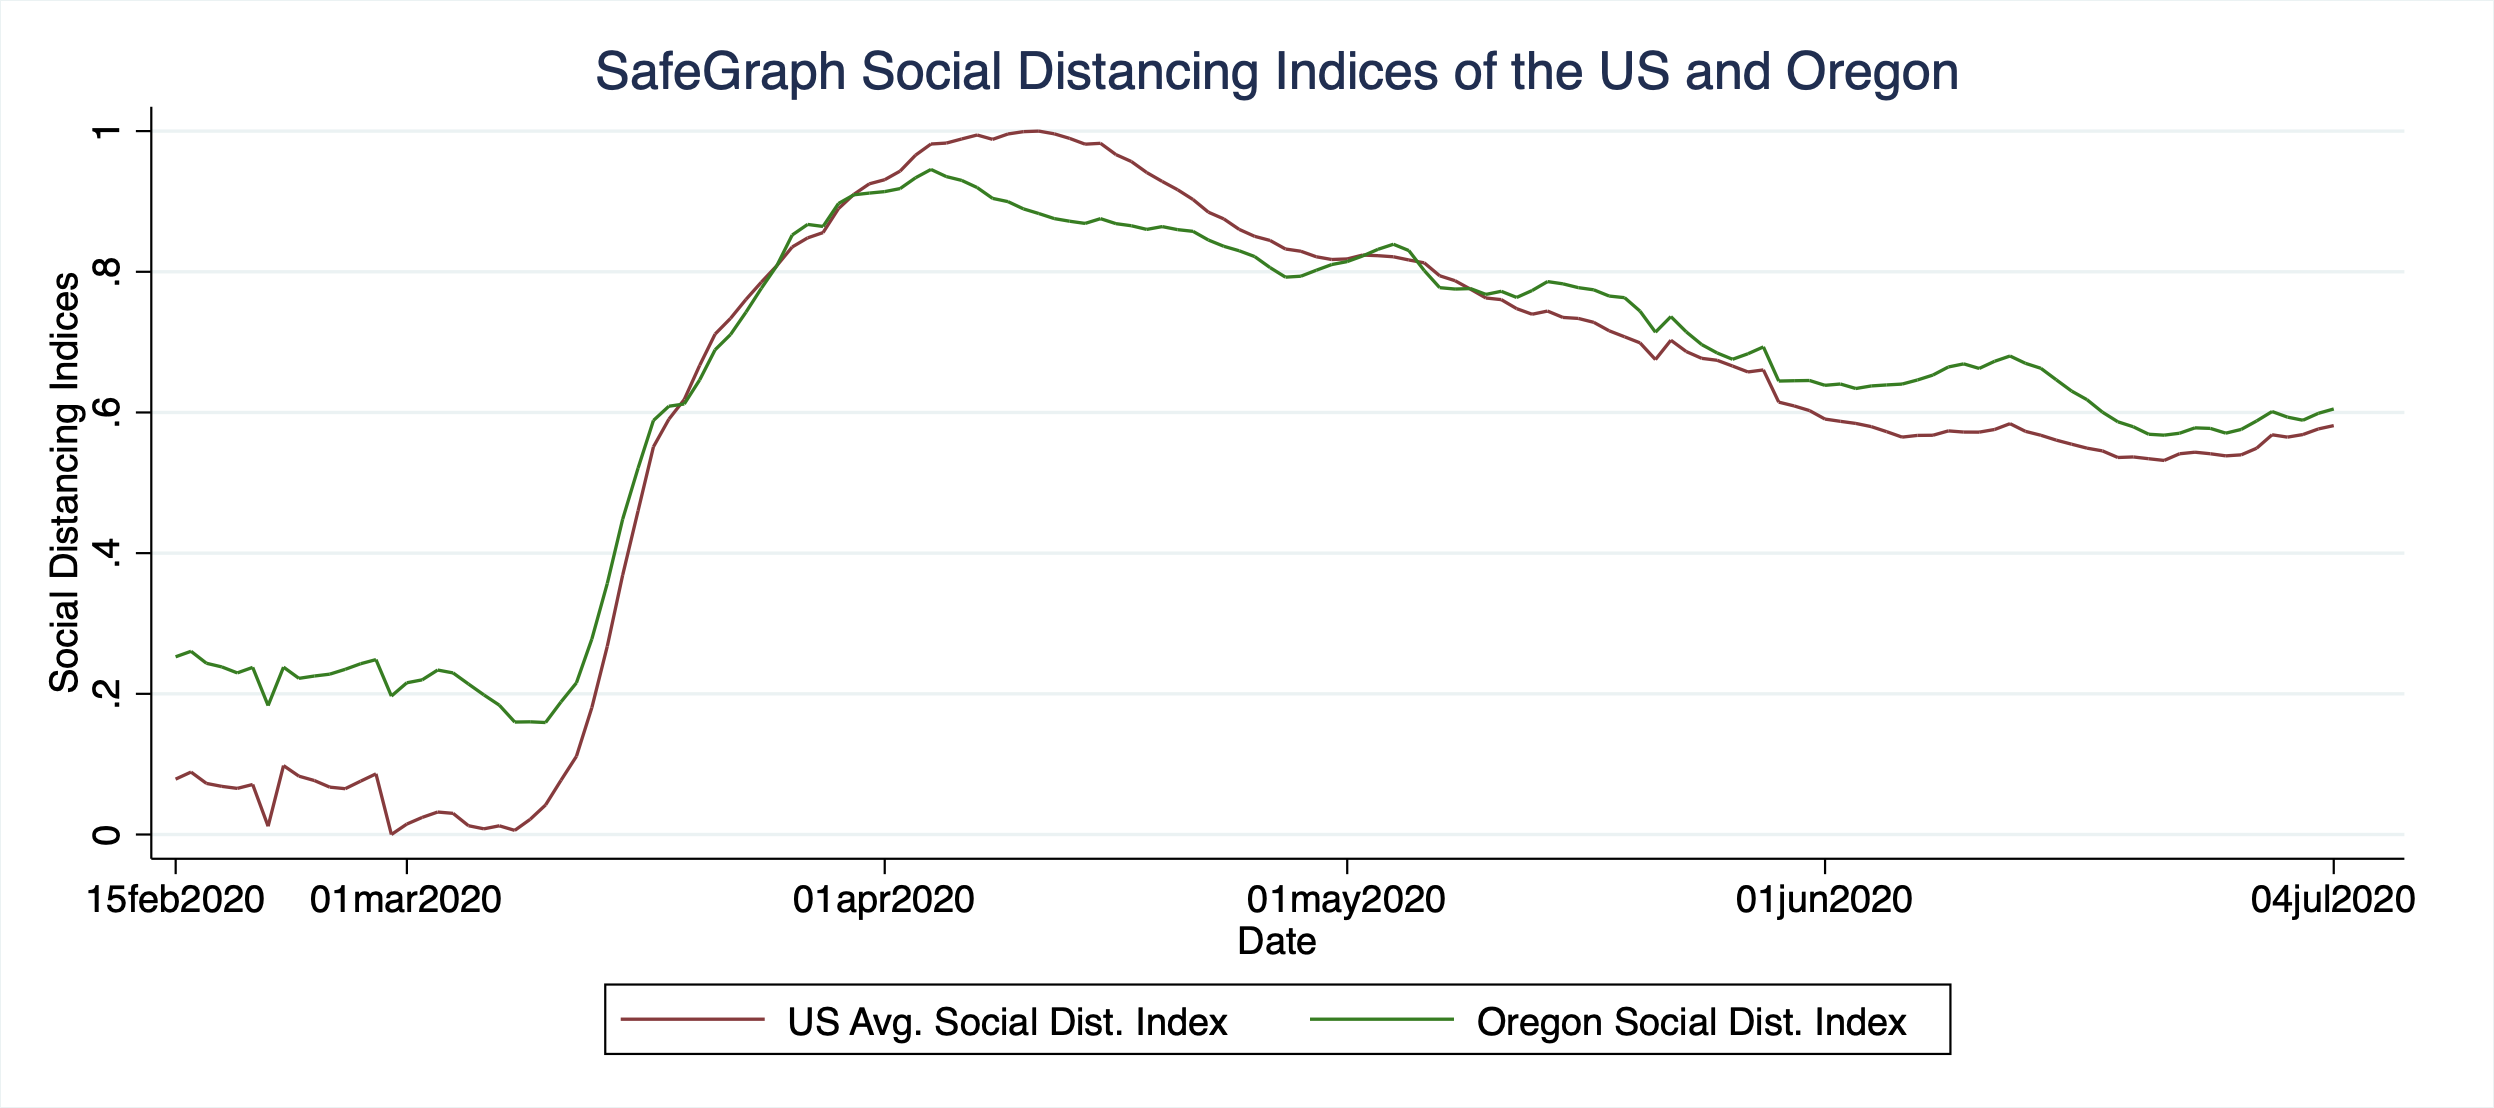 SafeGraph Social Distancing Indices of the US and Oregon
Social Distancing Indices
1
.8
.6
.4
.2
0
15feb2020 01mar2020 01apr2020 01may2020 01jun2020 04jul2020
Date
US Avg. Social Dist. Index Oregon Social Dist. Index